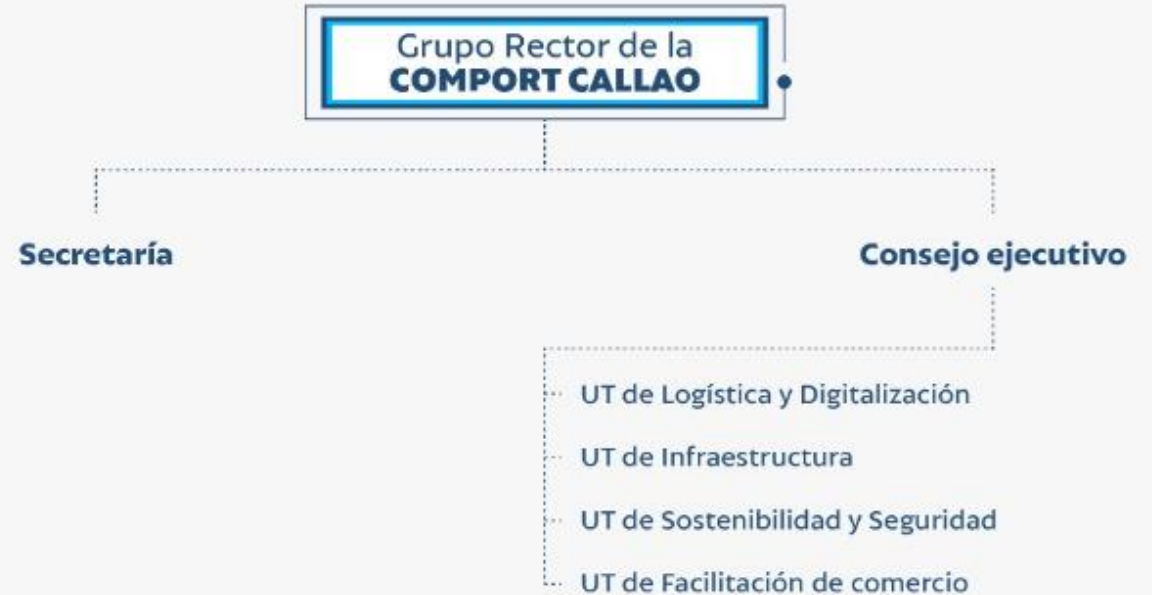 Grupo Rector de la
COMPORT CALLAO
Secretaría
Consejo ejecutivo
UT de Logística y Digitalización
UT de Infraestructura
UT de Sostenibilidad y Seguridad
UT de Facilitación de comercio